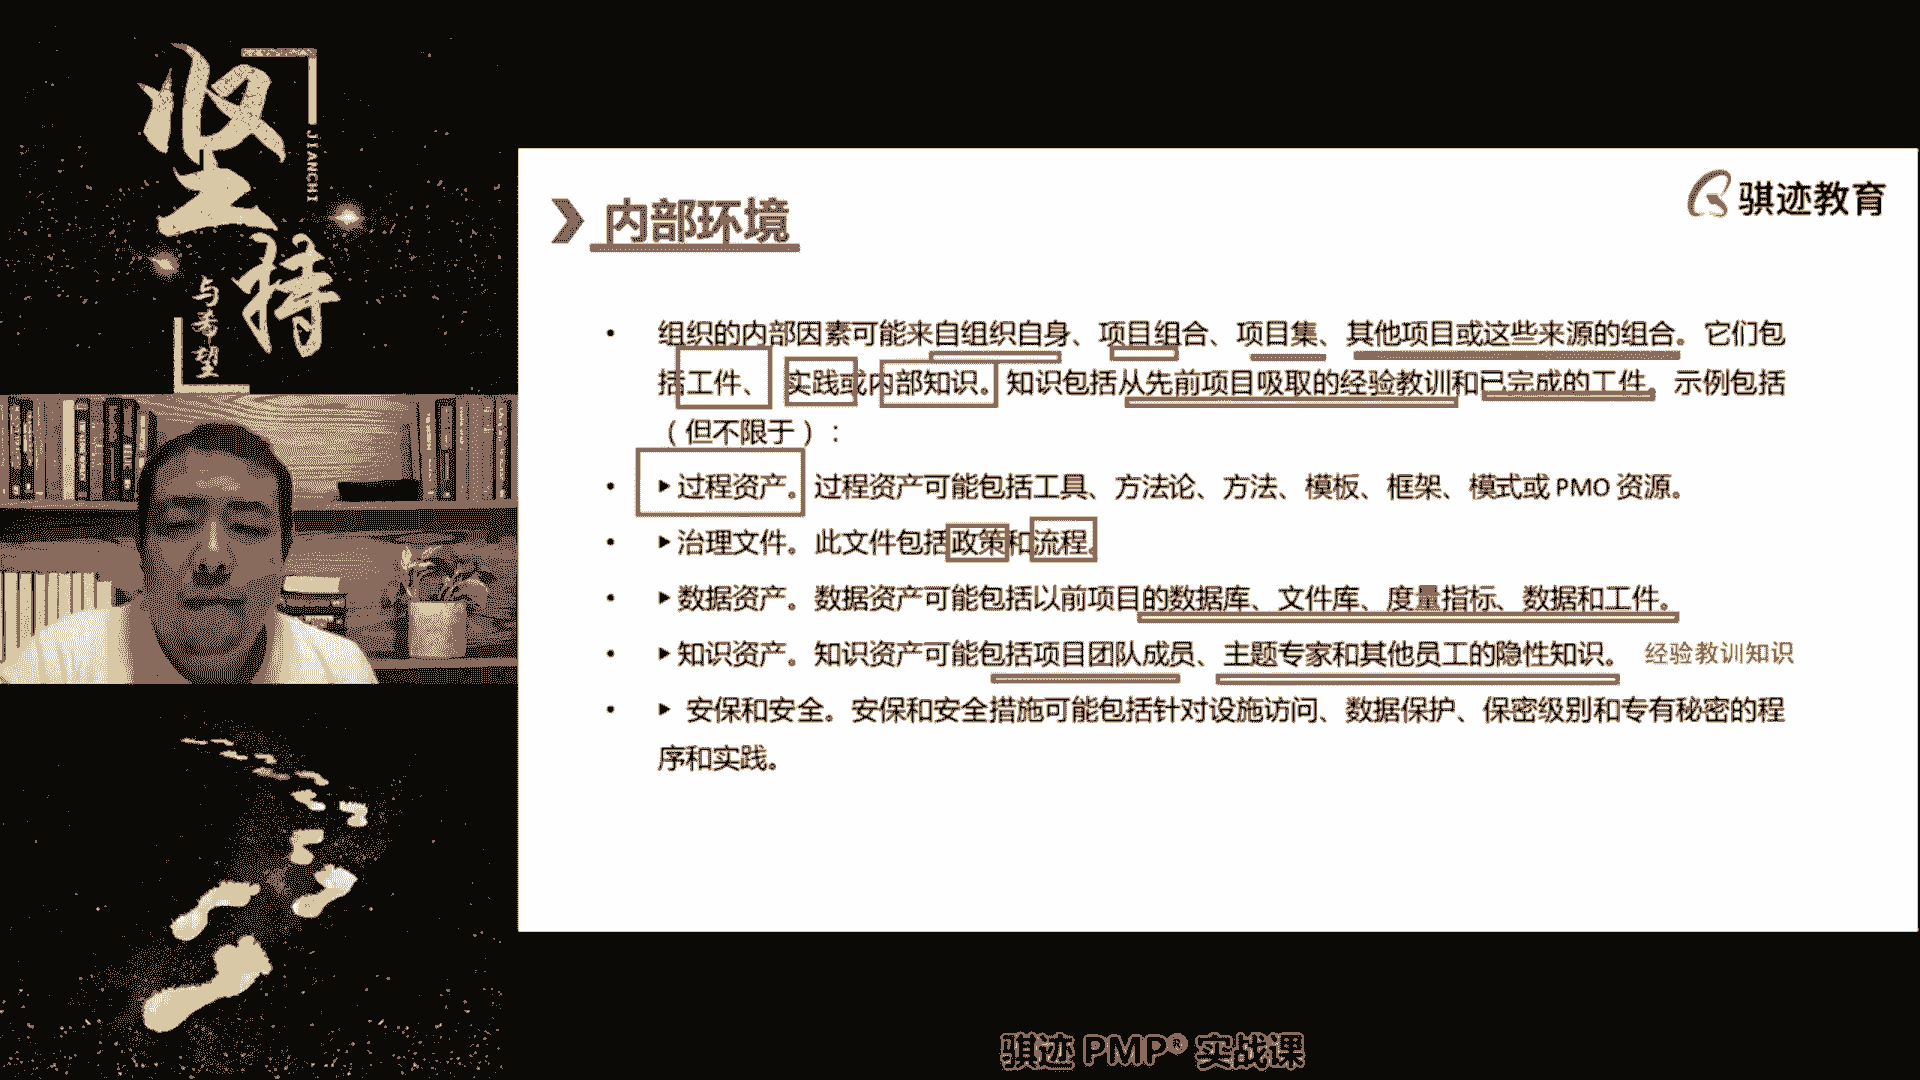 坚持
JIANCHI
与希望
骐迹教育
内部环境
• 组织的内部因素可能来自组织自身、项目组合、项目集、其他项目或这些来源的组合。它们包
括工件、实践或内部知识。知识包括从先前项目吸取的经验教训和已完成的工件。示例包括
（但不限于）：
• ▶过程资产。过程资产可能包括工具、方法论、方法、模板、框架、模式或 PMO 资源。
• ▶治理文件。此文件包括政策和流程。
• ▶数据资产。数据资产可能包括以前项目的数据库、文件库、度量指标、数据和工件。
• ▶知识资产。知识资产可能包括项目团队成员、主题专家和其他员工的隐性知识。 经验教训知识
• ▶ 安保和安全。安保和安全措施可能包括针对设施访问、数据保护、保密级别和专有秘密的程
序和实践。
骐迹 PMP® 实战课